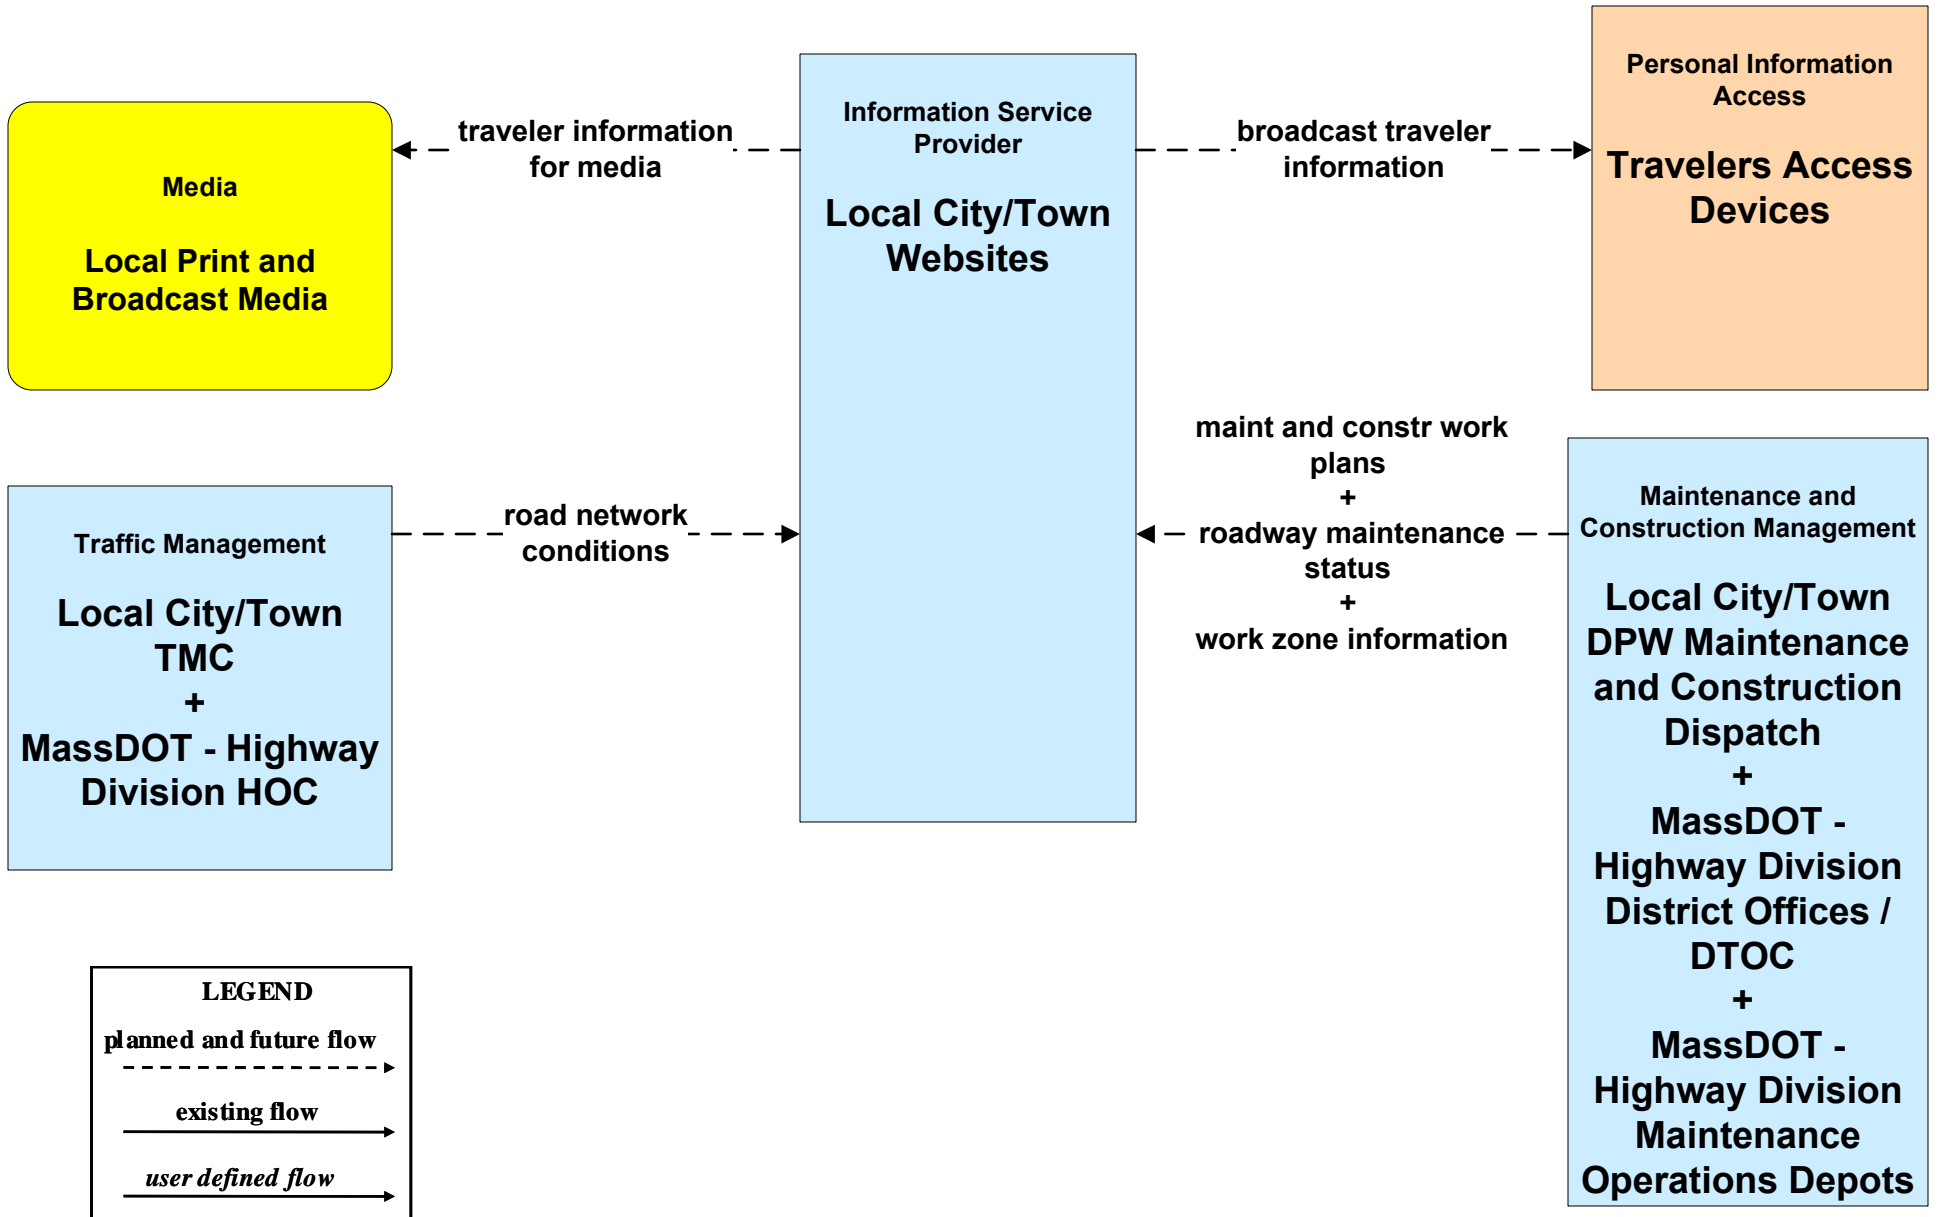 Media
Local Print and
Broadcast Media
traveler information
for media
Information Service
Provider
Local City/Town
Websites
broadcast traveler
information
Personal Information
Access
Travelers Access
Devices
Traffic Management
Local City/Town
TMC
+
MassDOT - Highway
Division HOC
road network
conditions
maint and constr work
plans
+
roadway maintenance
status
+
work zone information
Maintenance and
Construction Management
Local City/Town
DPW Maintenance
and Construction
Dispatch
+
MassDOT -
Highway Division
District Offices /
DTOC
+
MassDOT -
Highway Division
Maintenance
Operations Depots
LEGEND
planned and future flow
existing flow
user defined flow